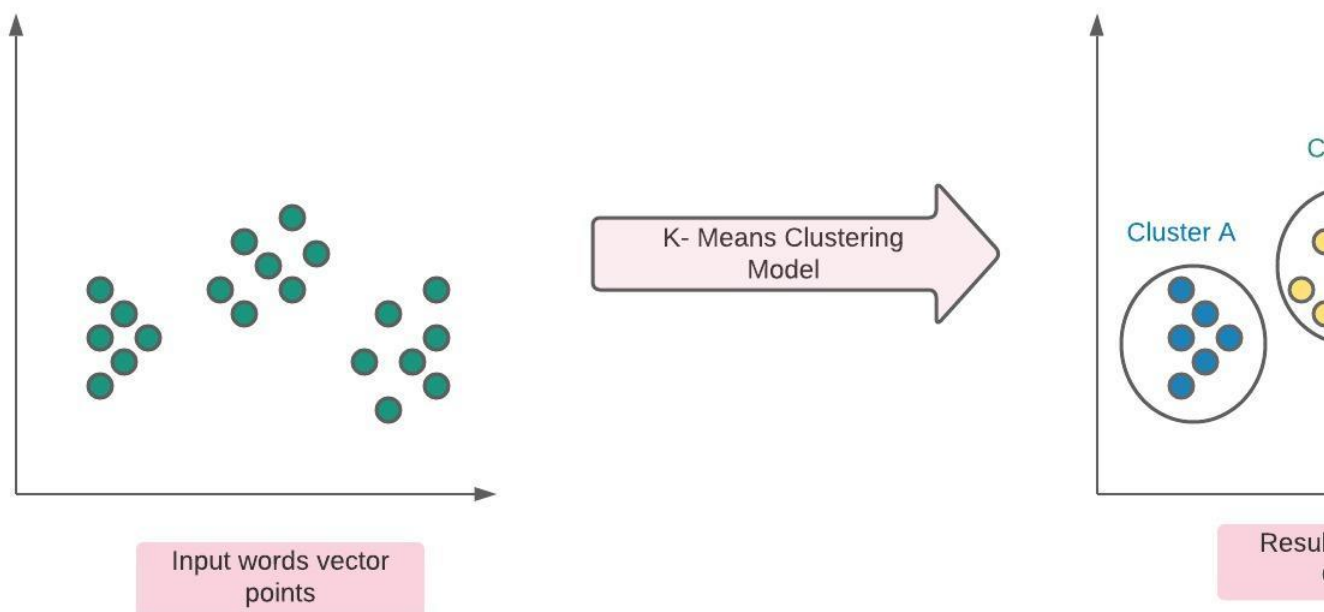 K- Means Clustering
Model
Cluster A
Input words vector
points